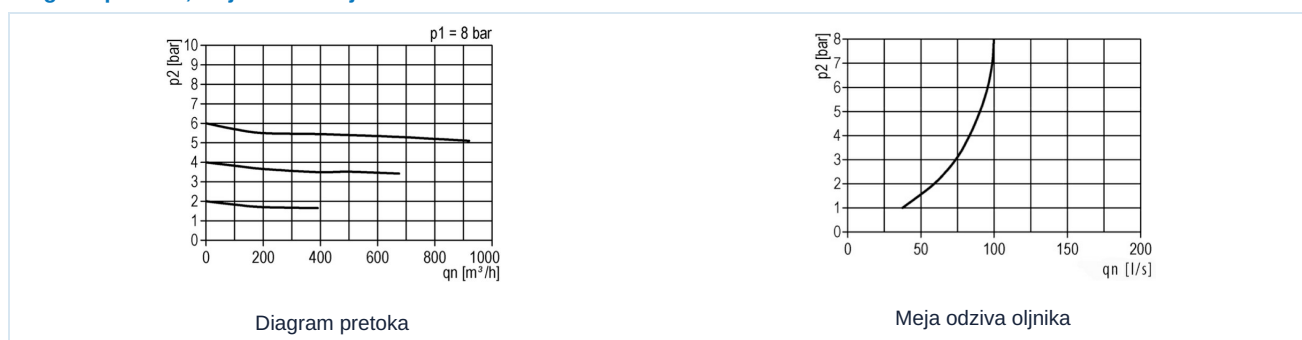 p1 = 8 bar
p2 [bar]
10
9
8
7
6
5
4
3
2
1
0
0 200 400 600 800 1000
qn [m³/h]
Diagram pretoka
p2 [bar]
8
7
6
5
4
3
2
1
0
0 50 100 150 200
qn [l/s]
Meja odziva oljnika